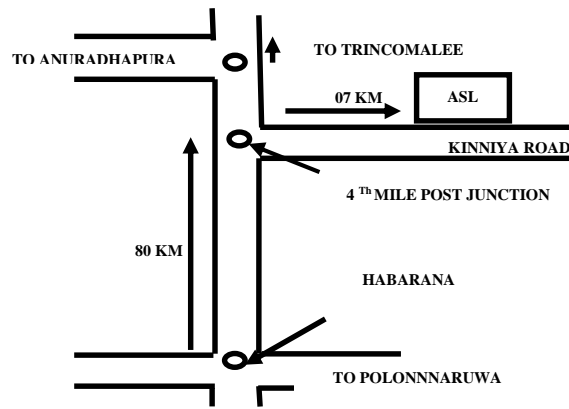 TO TRINCOMALEE
TO ANURADHAPURA
07 KM
ASL
KINNIYA ROAD
4 Th MILE POST JUNCTION
80 KM
HABARANA
TO POLONNNARUWA